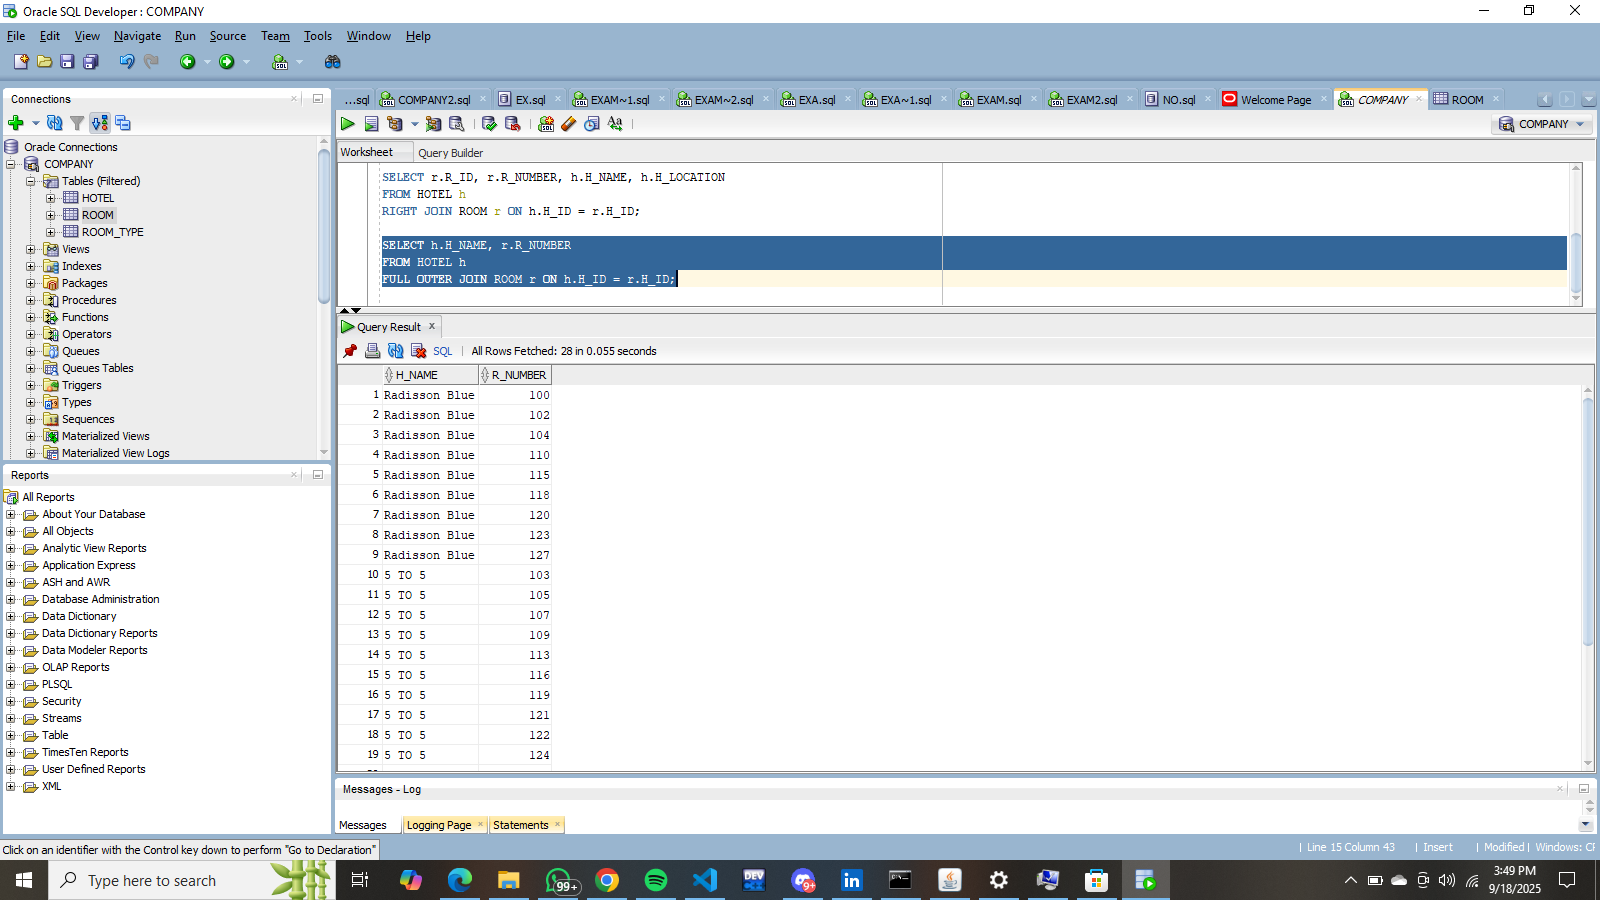 Oracle SQL Developer : COMPANY
File Edit View Navigate Run Source Team Tools Window Help
Connections
Oracle Connections
COMPANY
Tables (Filtered)
HOTEL
ROOM
ROOM_TYPE
Views
Indexes
Packages
Procedures
Functions
Operators
Queues
Queues Tables
Triggers
Types
Sequences
Materialized Views
Materialized View Logs
Reports
All Reports
About Your Database
All Objects
Analytic View Reports
Application Express
ASH and AWR
Database Administration
Data Dictionary
Data Dictionary Reports
Data Modeler Reports
OLAP Reports
PLSQL
Security
Streams
Table
TimesTen Reports
User Defined Reports
XML
...sql COMPANY2.sql EX.sql EXAM~1.sql EXAM~2.sql EXA.sql EXA~1.sql EXAM.sql EXAM2.sql NO.sql Welcome Page COMPANY ROOM
COMPANY
Worksheet Query Builder
SELECT r.R_ID, r.R_NUMBER, h.H_NAME, h.H_LOCATION
FROM HOTEL h
RIGHT JOIN ROOM r ON h.H_ID = r.H_ID;
SELECT h.H_NAME, r.R_NUMBER
FROM HOTEL h
FULL OUTER JOIN ROOM r ON h.H_ID = r.H_ID;
Query Result
SQL | All Rows Fetched: 28 in 0.055 seconds
H_NAME R_NUMBER
1 Radisson Blue 100
2 Radisson Blue 102
3 Radisson Blue 104
4 Radisson Blue 110
5 Radisson Blue 115
6 Radisson Blue 118
7 Radisson Blue 120
8 Radisson Blue 123
9 Radisson Blue 127
10 5 TO 5 103
11 5 TO 5 105
12 5 TO 5 107
13 5 TO 5 109
14 5 TO 5 113
15 5 TO 5 116
16 5 TO 5 119
17 5 TO 5 121
18 5 TO 5 122
19 5 TO 5 124
Messages - Log
Messages Logging Page Statements
Click on an identifier with the Control key down to perform "Go to Declaration"
Line 15 Column 43 | Insert | Modified | Windows: CF
Type here to search
99+
DEV
9+
3:49 PM
9/18/2025